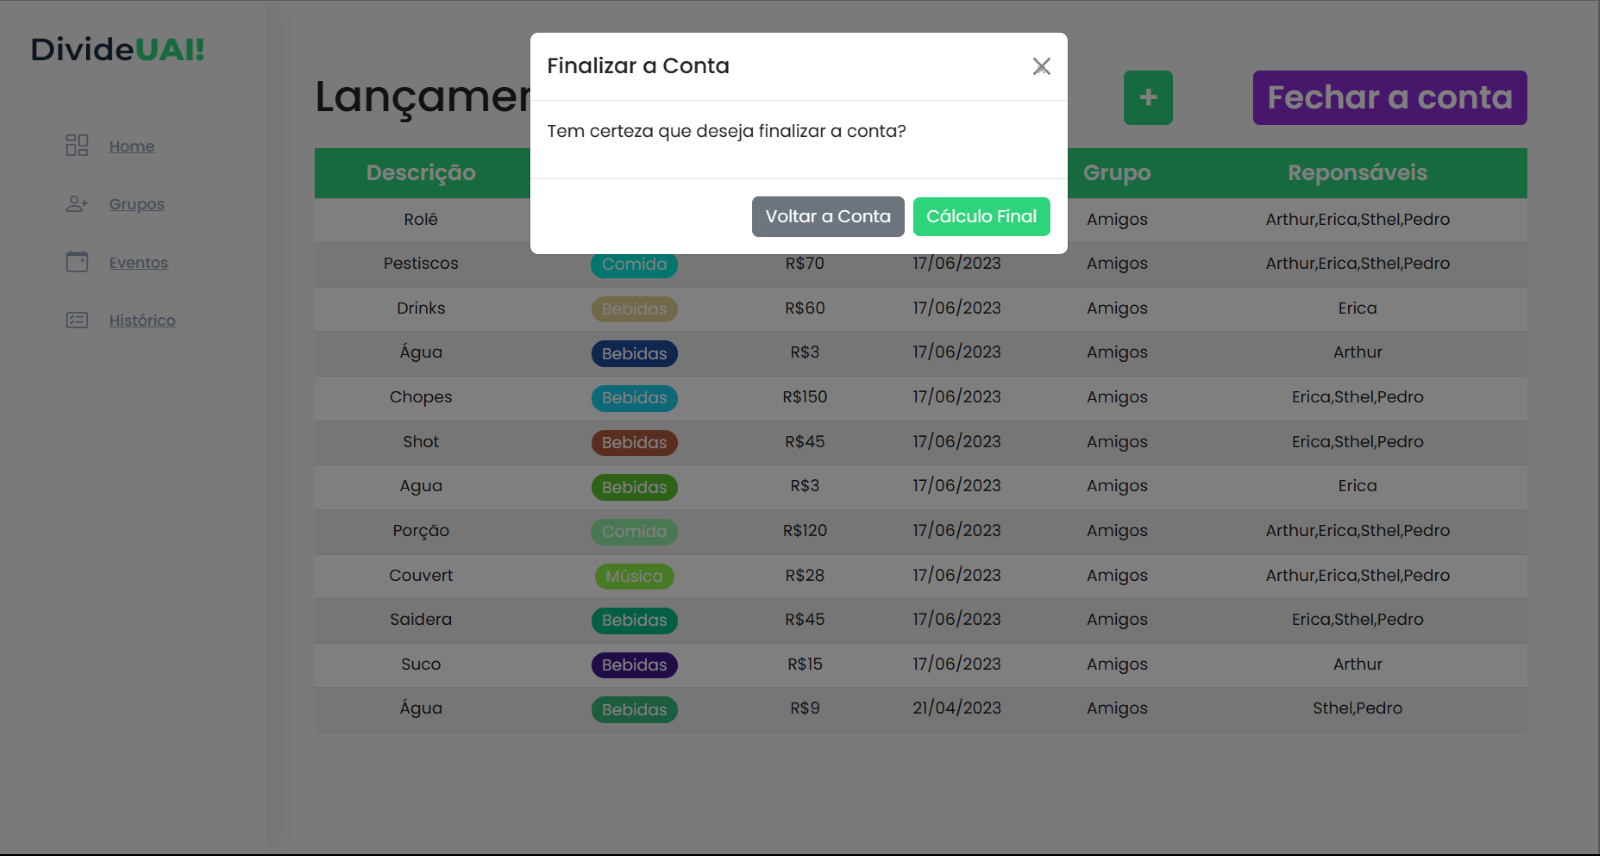 DivideUAI!
Home
Grupos
Eventos
Histórico
Lançamen
+
Fechar a conta
Finalizar a Conta
Tem certeza que deseja finalizar a conta?
Voltar a Conta Cálculo Final
Descrição Grupo Reponsáveis
Rolê Amigos Arthur,Erica,Sthel,Pedro
Pestiscos Comida R$70 17/06/2023 Amigos Arthur,Erica,Sthel,Pedro
Drinks Bebidas R$60 17/06/2023 Amigos Erica
Água Bebidas R$3 17/06/2023 Amigos Arthur
Chopes Bebidas R$150 17/06/2023 Amigos Erica,Sthel,Pedro
Shot Bebidas R$45 17/06/2023 Amigos Erica,Sthel,Pedro
Agua Bebidas R$3 17/06/2023 Amigos Erica
Porção Comida R$120 17/06/2023 Amigos Arthur,Erica,Sthel,Pedro
Couvert Música R$28 17/06/2023 Amigos Arthur,Erica,Sthel,Pedro
Saidera Bebidas R$45 17/06/2023 Amigos Erica,Sthel,Pedro
Suco Bebidas R$15 17/06/2023 Amigos Arthur
Água Bebidas R$9 21/04/2023 Amigos Sthel,Pedro